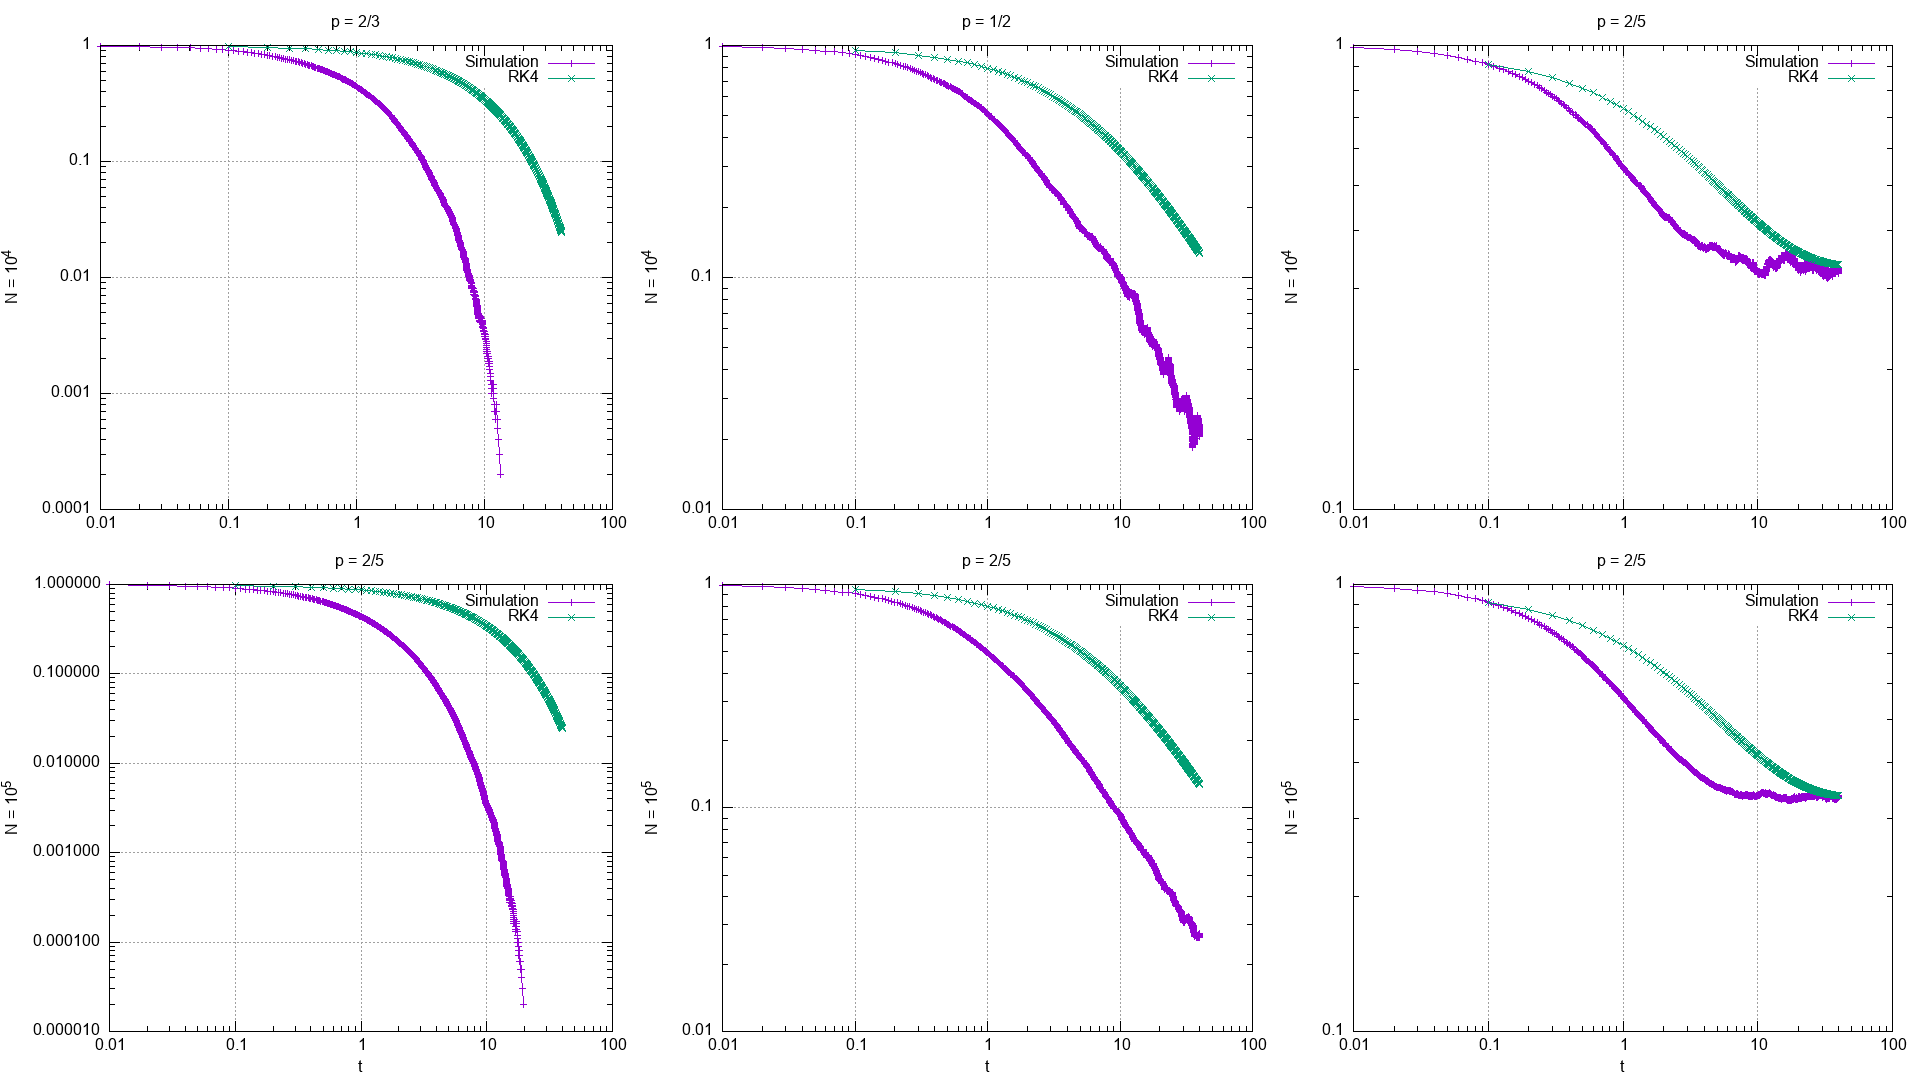 p = 2/3
1
0.1
0.01
0.001
0.0001
N = 10^4
0.01 0.1 1 10 100
Simulation
RK4
p = 1/2
1
0.1
0.01
N = 10^4
0.01 0.1 1 10 100
Simulation
RK4
p = 2/5
1
0.1
N = 10^4
0.01 0.1 1 10 100
Simulation
RK4
p = 2/5
1.000000
0.100000
0.010000
0.001000
0.000100
0.000010
N = 10^5
0.01 0.1 1 10 100
t
Simulation
RK4
p = 2/5
1
0.1
0.01
N = 10^5
0.01 0.1 1 10 100
t
Simulation
RK4
p = 2/5
1
0.1
N = 10^5
0.01 0.1 1 10 100
t
Simulation
RK4